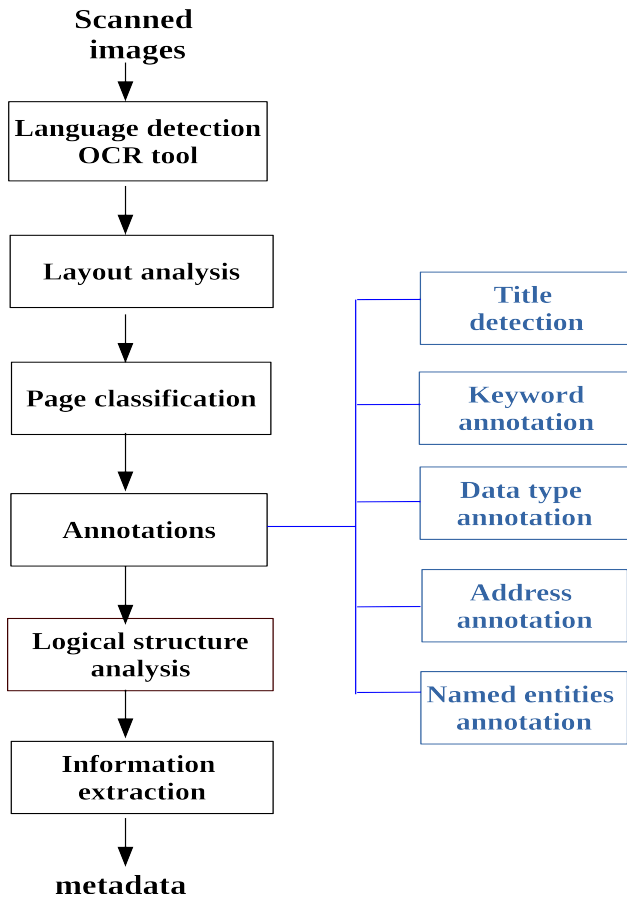 Scanned
images
Language detection
OCR tool
Layout analysis
Page classification
Annotations
Logical structure
analysis
Information
extraction
metadata
Title
detection
Keyword
annotation
Data type
annotation
Address
annotation
Named entities
annotation